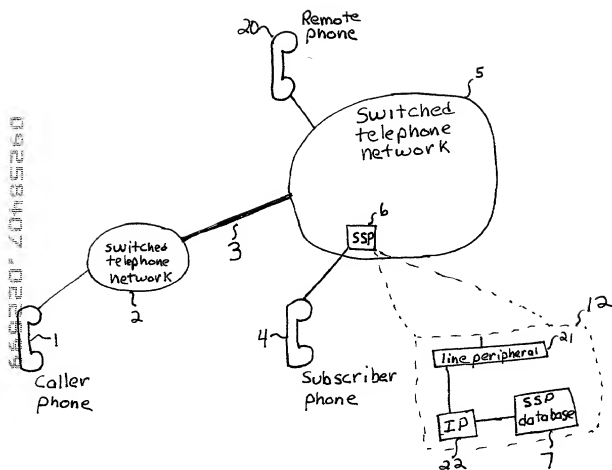 20
Remote
phone
5
Switched
telephone
network
6
SSP
switched
telephone
network
3
2
1
Caller
phone
4
Subscriber
phone
12
line peripheral
21
IP
22
SSP
database
7